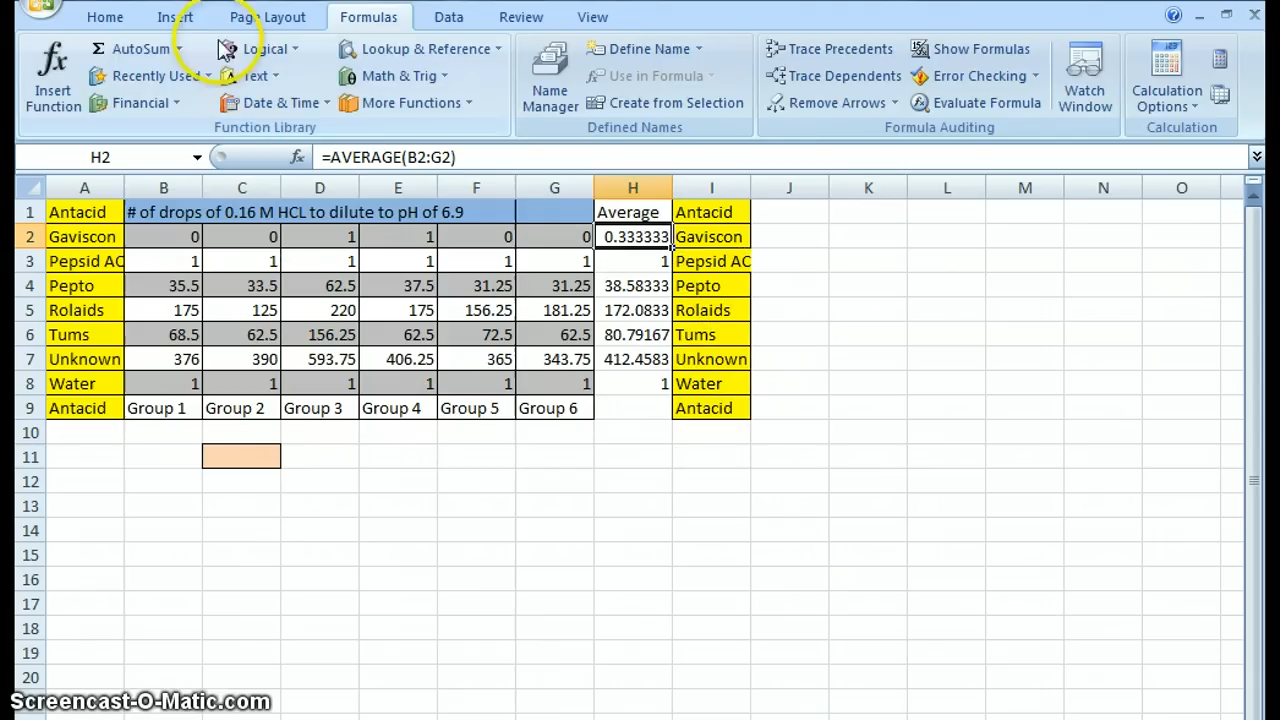 Home Insert Page Layout Formulas Data Review View
fx Σ AutoSum Logical Lookup & Reference Define Name Trace Precedents Show Formulas
Recently Used Text Math & Trig Use in Formula Trace Dependents Error Checking
Insert Function Financial Date & Time More Functions Name Manager Create from Selection Remove Arrows Evaluate Formula Watch Window Calculation Options
Function Library Defined Names Formula Auditing Calculation
H2 fx =AVERAGE(B2:G2)
A B C D E F G H I J K L M N O
1 Antacid # of drops of 0.16 M HCL to dilute to pH of 6.9 Average Antacid
2 Gaviscon 0 0 1 1 0 0 0.333333 Gaviscon
3 Pepsid AC 1 1 1 1 1 1 1 Pepsid AC
4 Pepto 35.5 33.5 62.5 37.5 31.25 31.25 38.58333 Pepto
5 Rolaids 175 125 220 175 156.25 181.25 172.0833 Rolaids
6 Tums 68.5 62.5 156.25 62.5 72.5 62.5 80.79167 Tums
7 Unknown 376 390 593.75 406.25 365 343.75 412.4583 Unknown
8 Water 1 1 1 1 1 1 1 Water
9 Antacid Group 1 Group 2 Group 3 Group 4 Group 5 Group 6 Antacid
10
11
12
13
14
15
16
17
18
19
20
Screencast-O-Matic.com